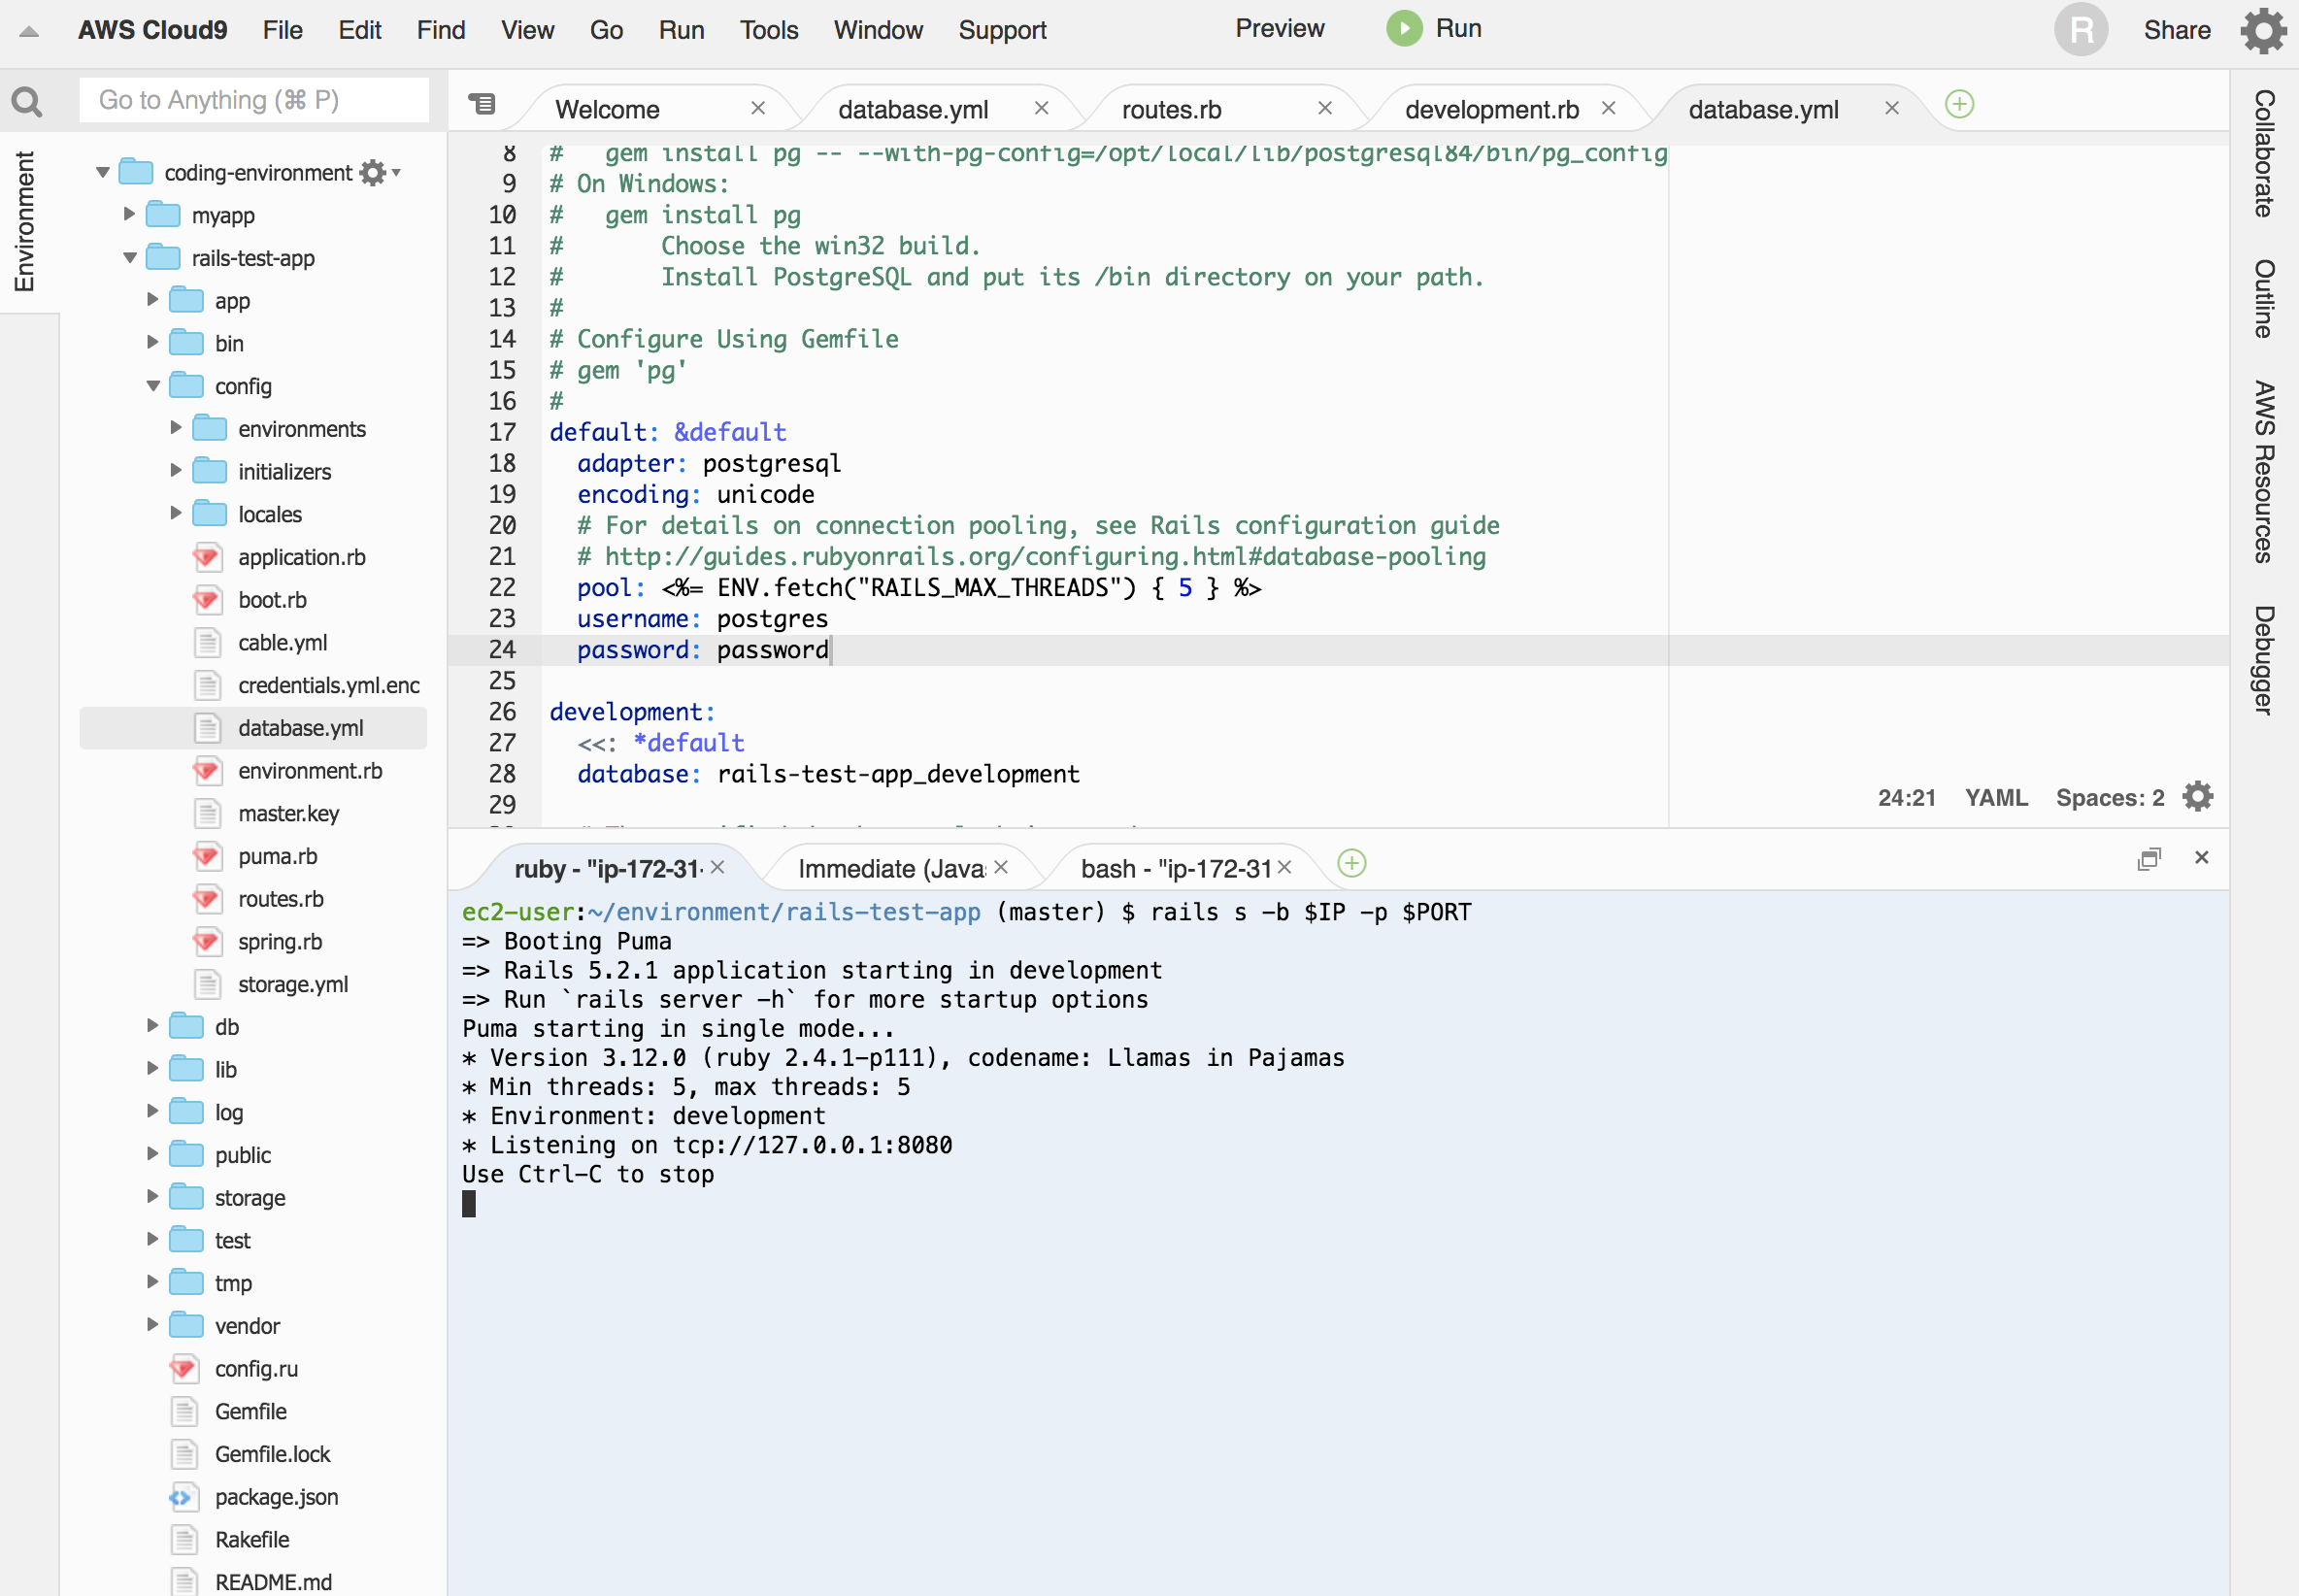 AWS Cloud9 File Edit Find View Go Run Tools Window Support Preview Run R Share
Go to Anything (⌘ P)
Environment
coding-environment
myapp
rails-test-app
app
bin
config
environments
initializers
locales
application.rb
boot.rb
cable.yml
credentials.yml.enc
database.yml
environment.rb
master.key
puma.rb
routes.rb
spring.rb
storage.yml
db
lib
log
public
storage
test
tmp
vendor
config.ru
Gemfile
Gemfile.lock
package.json
Rakefile
README.md
Welcome database.yml routes.rb development.rb database.yml
8 #   gem install pg -- --with-pg-config=/opt/local/lib/postgresql84/bin/pg_config
9 # On Windows:
10 #   gem install pg
11 #       Choose the win32 build.
12 #       Install PostgreSQL and put its /bin directory on your path.
13 #
14 # Configure Using Gemfile
15 # gem 'pg'
16 #
17 default: &default
18   adapter: postgresql
19   encoding: unicode
20   # For details on connection pooling, see Rails configuration guide
21   # http://guides.rubyonrails.org/configuring.html#database-pooling
22   pool: <%= ENV.fetch("RAILS_MAX_THREADS") { 5 } %>
23   username: postgres
24   password: password
25
26 development:
27   <<: *default
28   database: rails-test-app_development
29
24:21 YAML Spaces: 2
ruby - "ip-172-31- Immediate (Javas bash - "ip-172-31
ec2-user:~/environment/rails-test-app (master) $ rails s -b $IP -p $PORT
=> Booting Puma
=> Rails 5.2.1 application starting in development
=> Run `rails server -h` for more startup options
Puma starting in single mode...
* Version 3.12.0 (ruby 2.4.1-p111), codename: Llamas in Pajamas
* Min threads: 5, max threads: 5
* Environment: development
* Listening on tcp://127.0.0.1:8080
Use Ctrl-C to stop
Collaborate
Outline
AWS Resources
Debugger